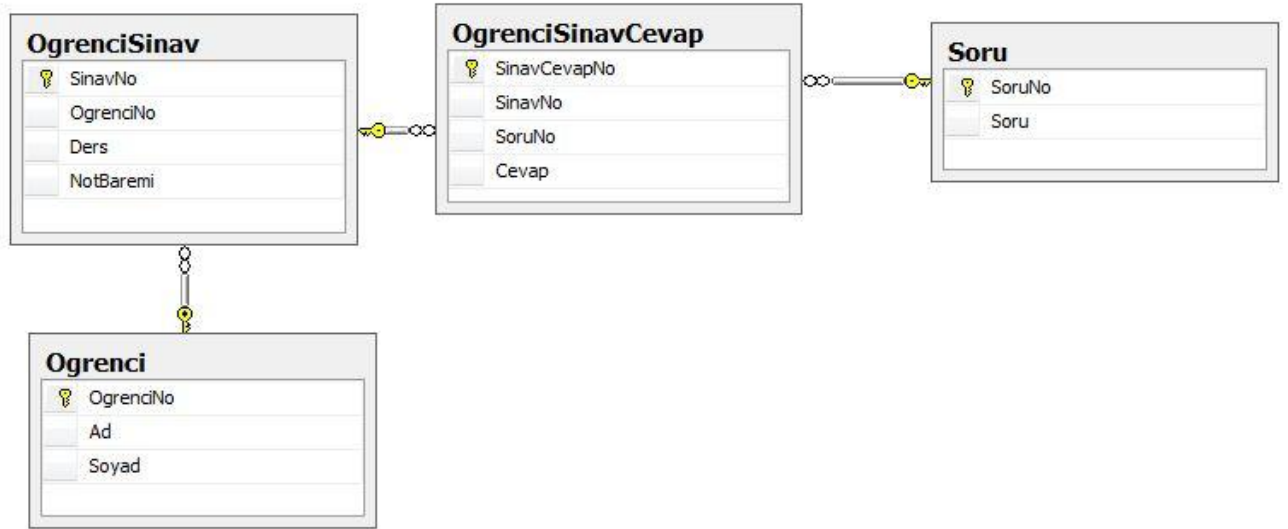 OgrenciSinav
SinavNo
OgrenciNo
Ders
NotBaremi
OgrenciSinavCevap
SinavCevapNo
SinavNo
SoruNo
Cevap
Soru
SoruNo
Soru
Ogrenci
OgrenciNo
Ad
Soyad